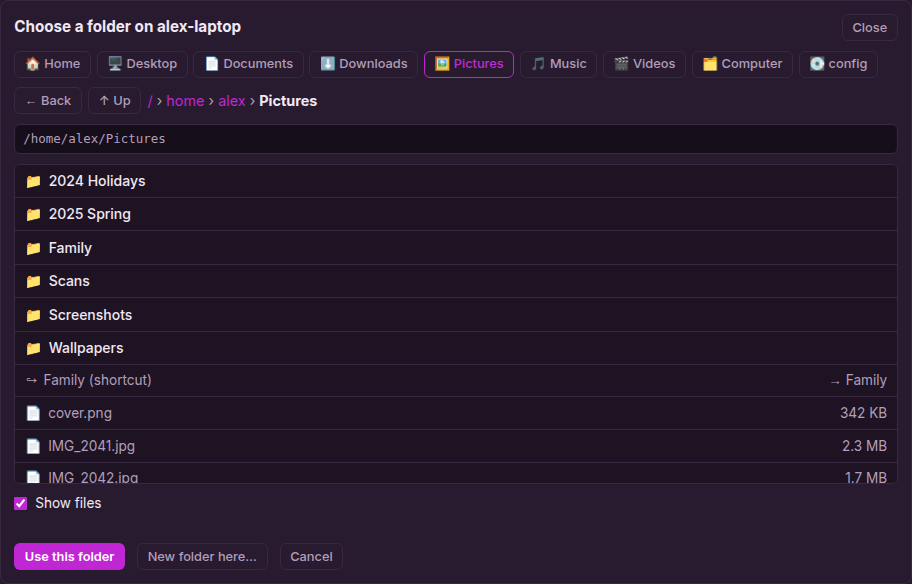 Choose a folder on alex-laptop
Close
Home
Desktop
Documents
Downloads
Pictures
Music
Videos
Computer
config
← Back
↑ Up
/ › home › alex › Pictures
/home/alex/Pictures
2024 Holidays
2025 Spring
Family
Scans
Screenshots
Wallpapers
↪ Family (shortcut) → Family
cover.png 342 KB
IMG_2041.jpg 2.3 MB
IMG_2042.jpg 1.7 MB
Show files
Use this folder
New folder here...
Cancel